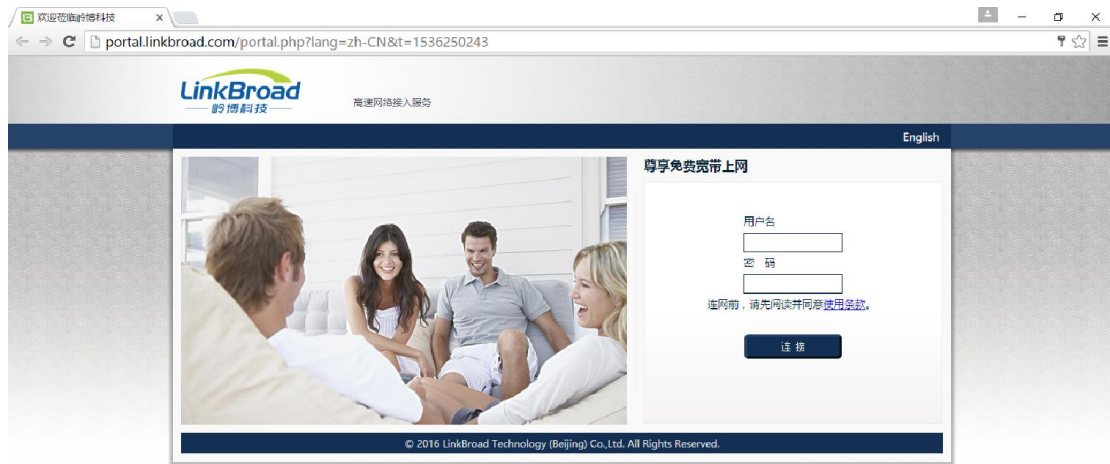 欢迎莅临岭博科技
portal.linkbroad.com/portal.php?lang=zh-CN&t=1536250243
LinkBroad
岭博科技
高速网络接入服务
English
尊享免费宽带上网
用户名
密 码
连网前，请先阅读并同意使用条款。
连 接
© 2016 LinkBroad Technology (Beijing) Co.,Ltd. All Rights Reserved.